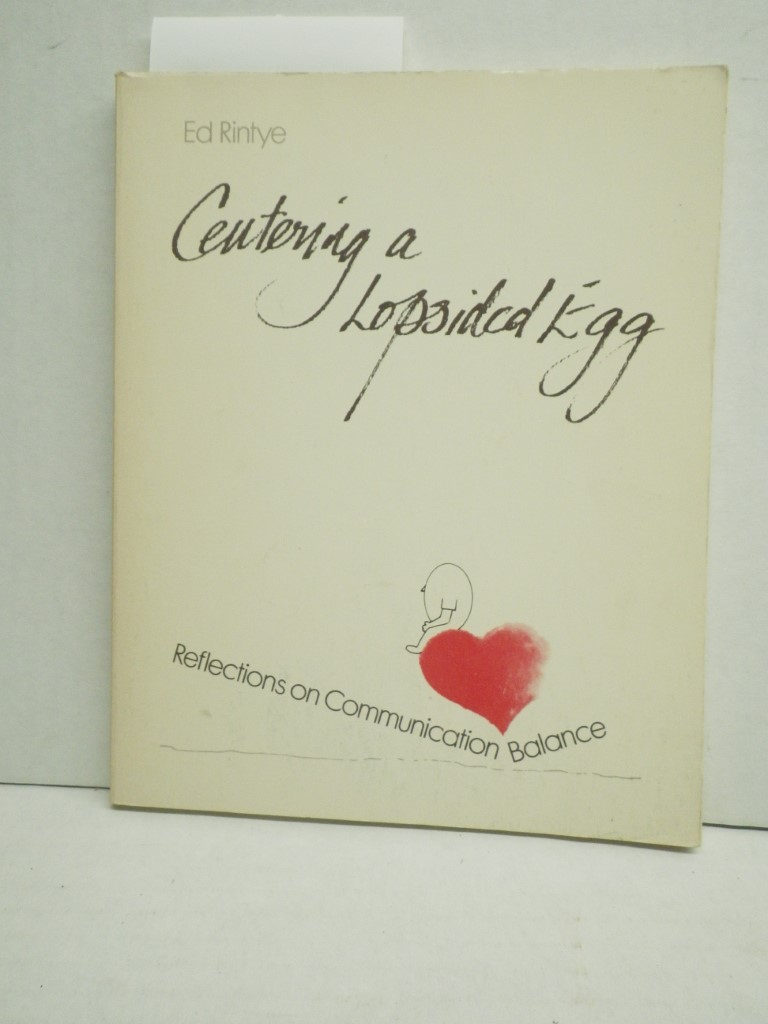 Ed Rintye
Centering a
Lopsided Egg
Reflections on Communication Balance